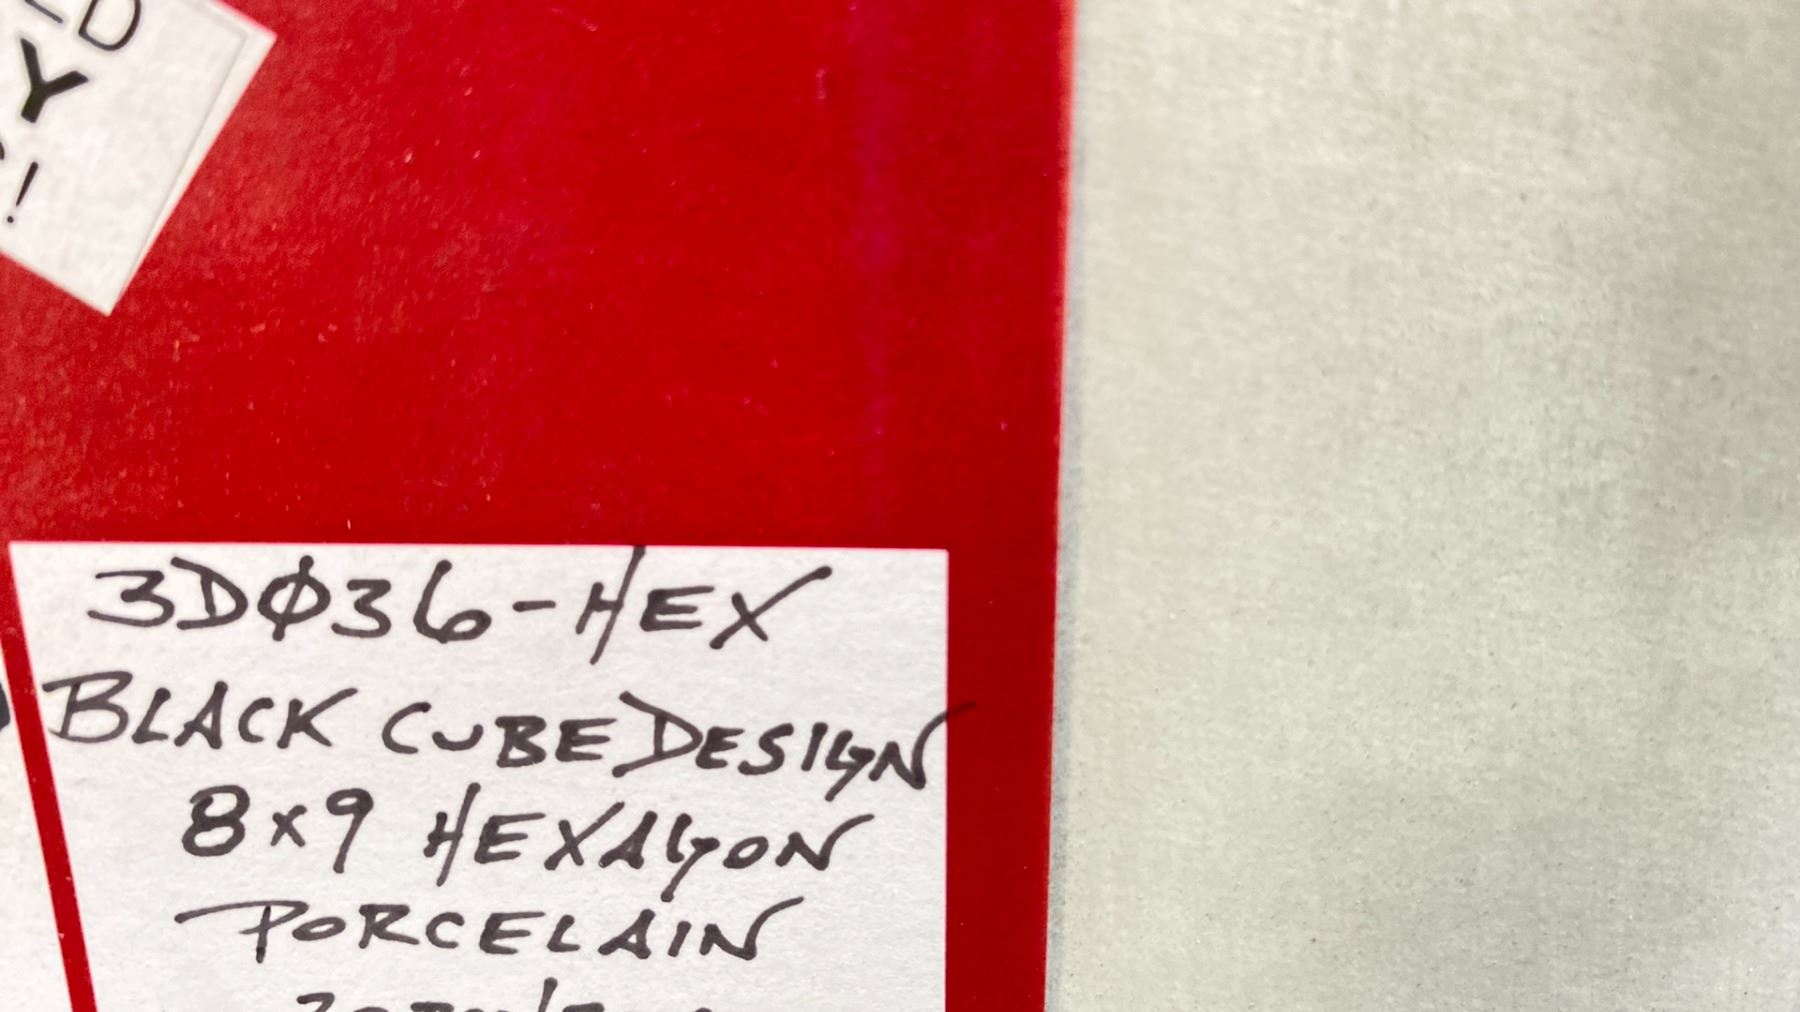 Y
!
3DØ36-HEX
BLACK CUBE DESIGN
8x9 HEXAGON
PORCELAIN